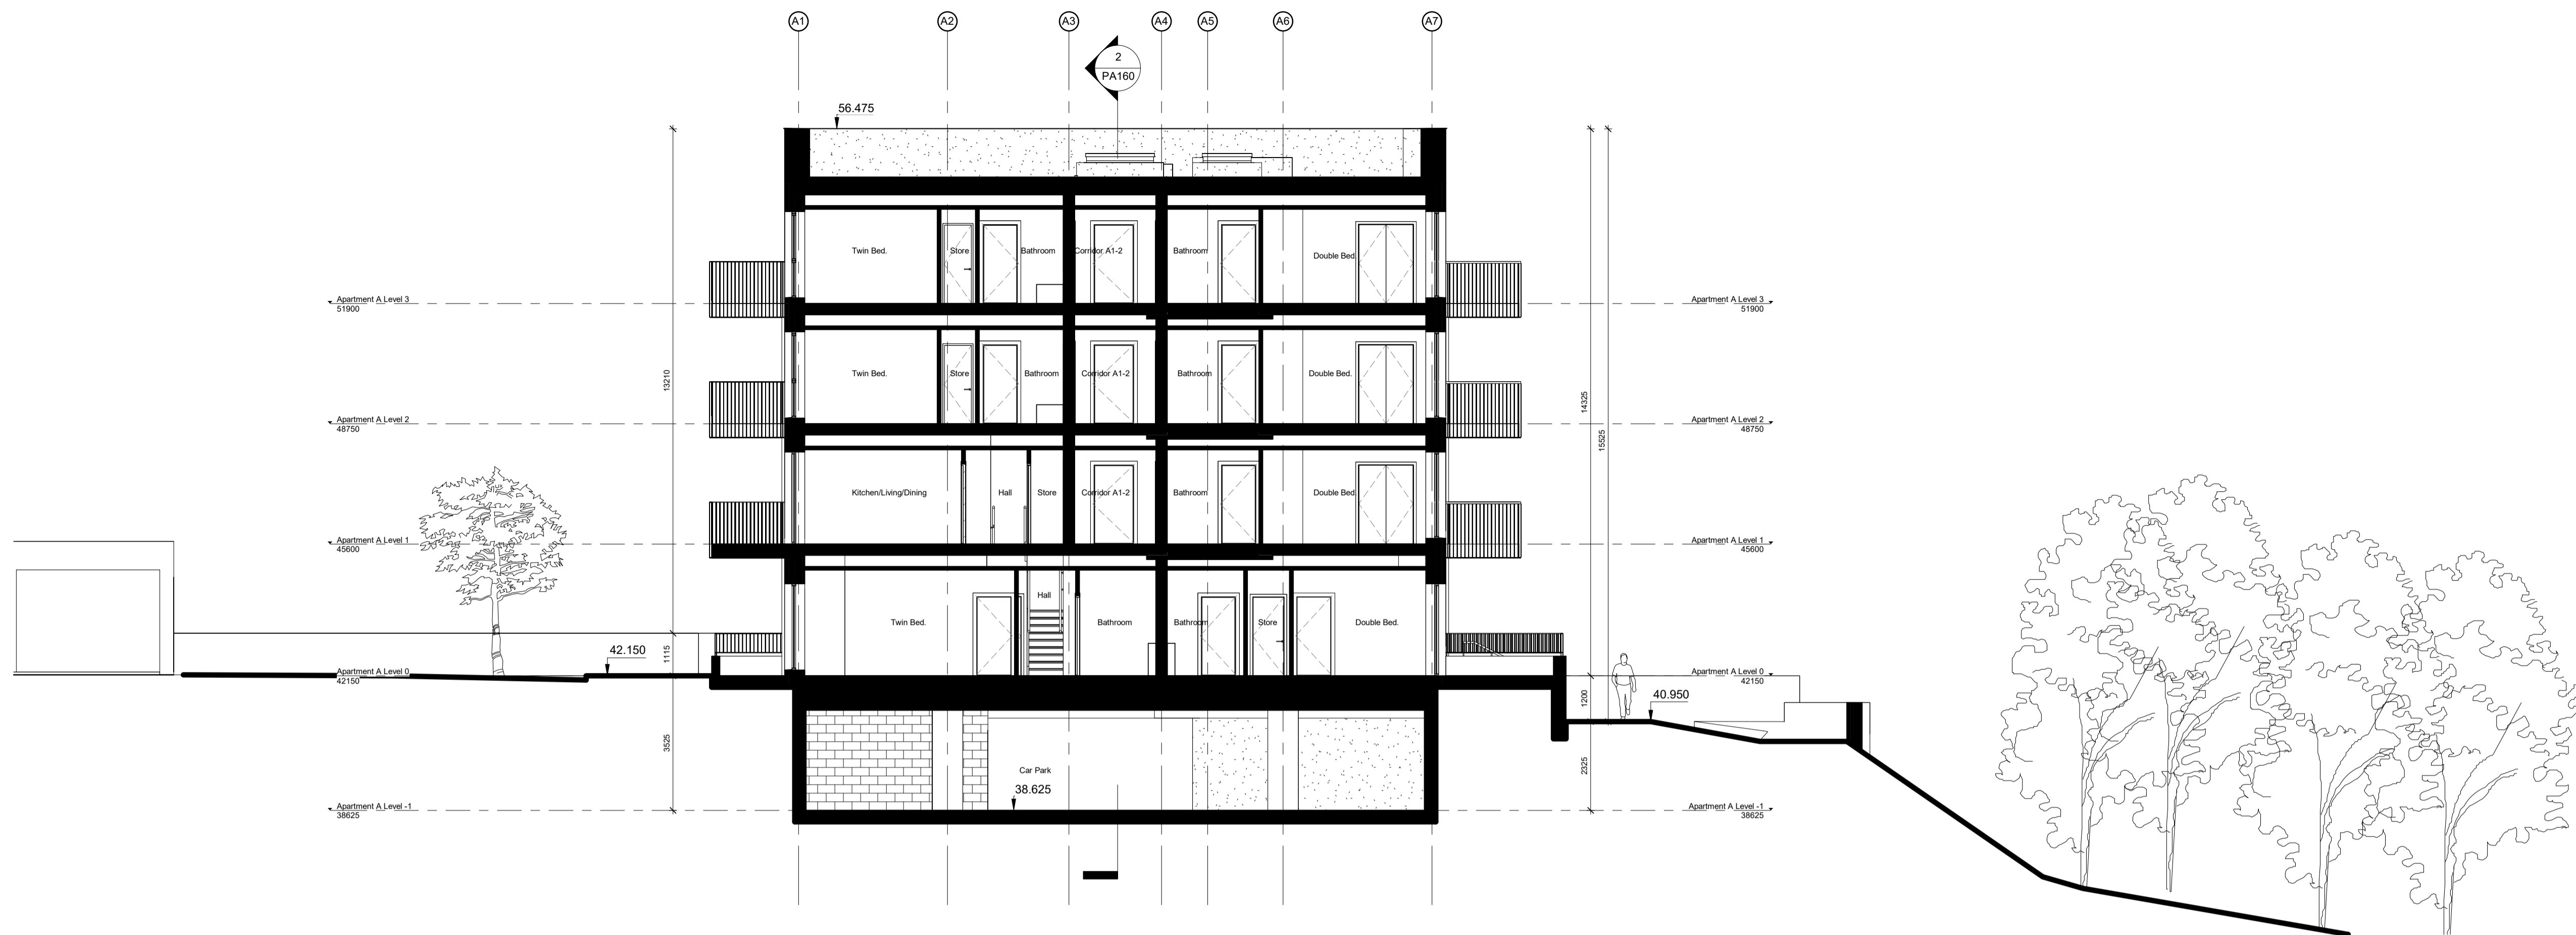 A1 A2 A3 A4 A5 A6 A7
2
PA160
56.475
Twin Bed. Store Bathroom Corridor A1-2 Bathroom Double Bed.
Apartment A Level 3 Apartment A Level 3
51900 51900
13210
14325
15525
Twin Bed. Store Bathroom Corridor A1-2 Bathroom Double Bed.
Apartment A Level 2 Apartment A Level 2
48750 48750
Kitchen/Living/Dining Hall Store Corridor A1-2 Bathroom Double Bed.
Apartment A Level 1 Apartment A Level 1
45600 45600
Hall
Twin Bed. Bathroom Bathroom Store Double Bed.
42.150
1115
Apartment A Level 0 Apartment A Level 0
42150 42150
40.950
1200
3525
2325
Car Park
38.625
Apartment A Level -1 Apartment A Level -1
38625 38625